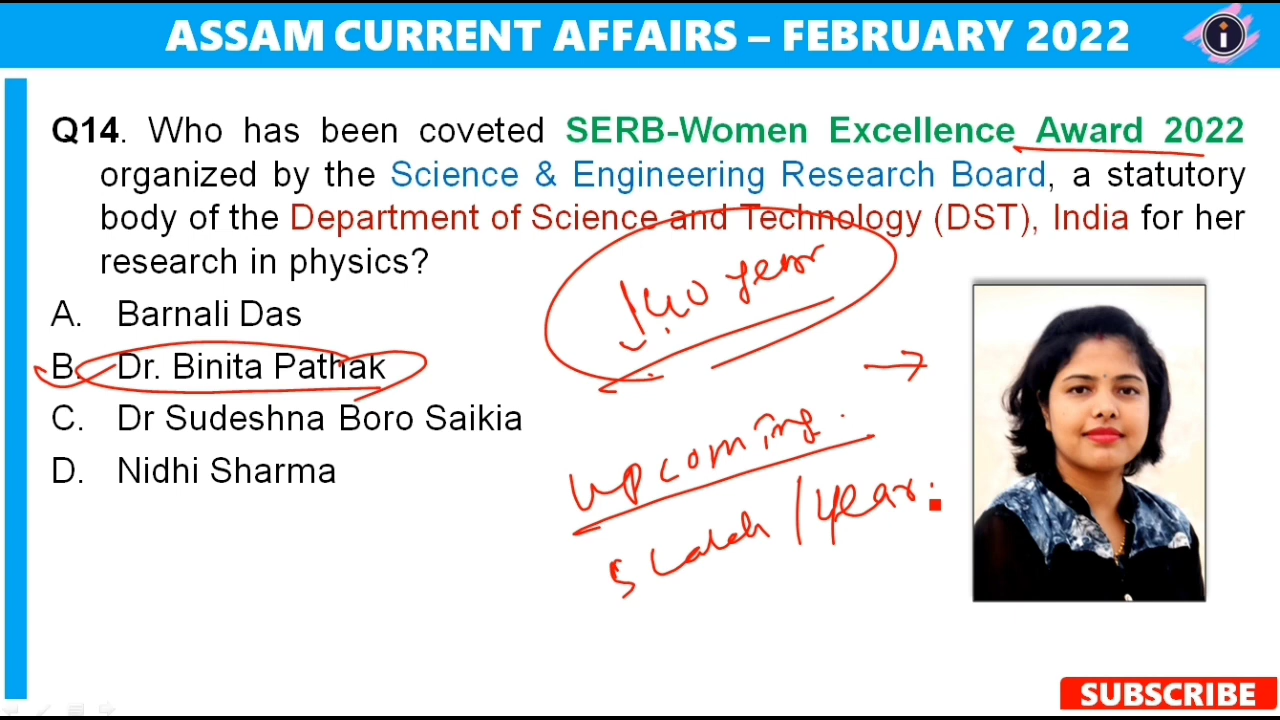 ASSAM CURRENT AFFAIRS – FEBRUARY 2022
i
Q14. Who has been coveted SERB-Women Excellence Award 2022
organized by the Science & Engineering Research Board, a statutory
body of the Department of Science and Technology (DST), India for her
research in physics?
↓40 year
A. Barnali Das
B. Dr. Binita Pathak
C. Dr Sudeshna Boro Saikia
upcoming.
D. Nidhi Sharma
5 Lakh / year.
SUBSCRIBE